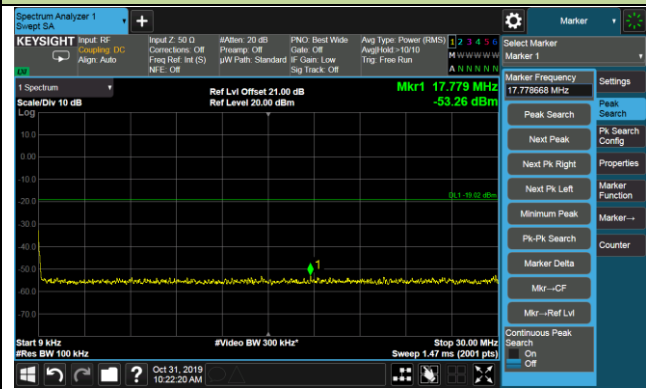 Spectrum Analyzer 1
Swept SA
+
Marker
KEYSIGHT
Input: RF
Coupling: DC
Align: Auto
Input Z: 50 Ω
Corrections: Off
Freq Ref: Int (S)
NFE: Off
#Atten: 20 dB
Preamp: Off
µW Path: Standard
PNO: Best Wide
Gate: Off
IF Gain: Low
Sig Track: Off
Avg Type: Power (RMS)
Avg|Hold:>10/10
Trig: Free Run
1 2 3 4 5 6
M W W W W W
A N N N N N
Select Marker
Marker 1
1 Spectrum
Scale/Div 10 dB
Log
Ref Lvl Offset 21.00 dB
Ref Level 20.00 dBm
Mkr1 17.779 MHz
-53.26 dBm
10.0
0.00
-10.0
-20.0
-30.0
-40.0
-50.0
-60.0
-70.0
DL1 -19.02 dBm
1
Start 9 kHz
#Res BW 100 kHz
#Video BW 300 kHz*
Stop 30.00 MHz
Sweep 1.47 ms (2001 pts)
Marker Frequency
17.778668 MHz
Peak Search
Next Peak
Next Pk Right
Next Pk Left
Minimum Peak
Pk-Pk Search
Marker Delta
Mkr→CF
Mkr→Ref Lvl
Continuous Peak
Search
On
Off
Settings
Peak
Search
Pk Search
Config
Properties
Marker
Function
Marker→
Counter
?
Oct 31, 2019
10:22:20 AM